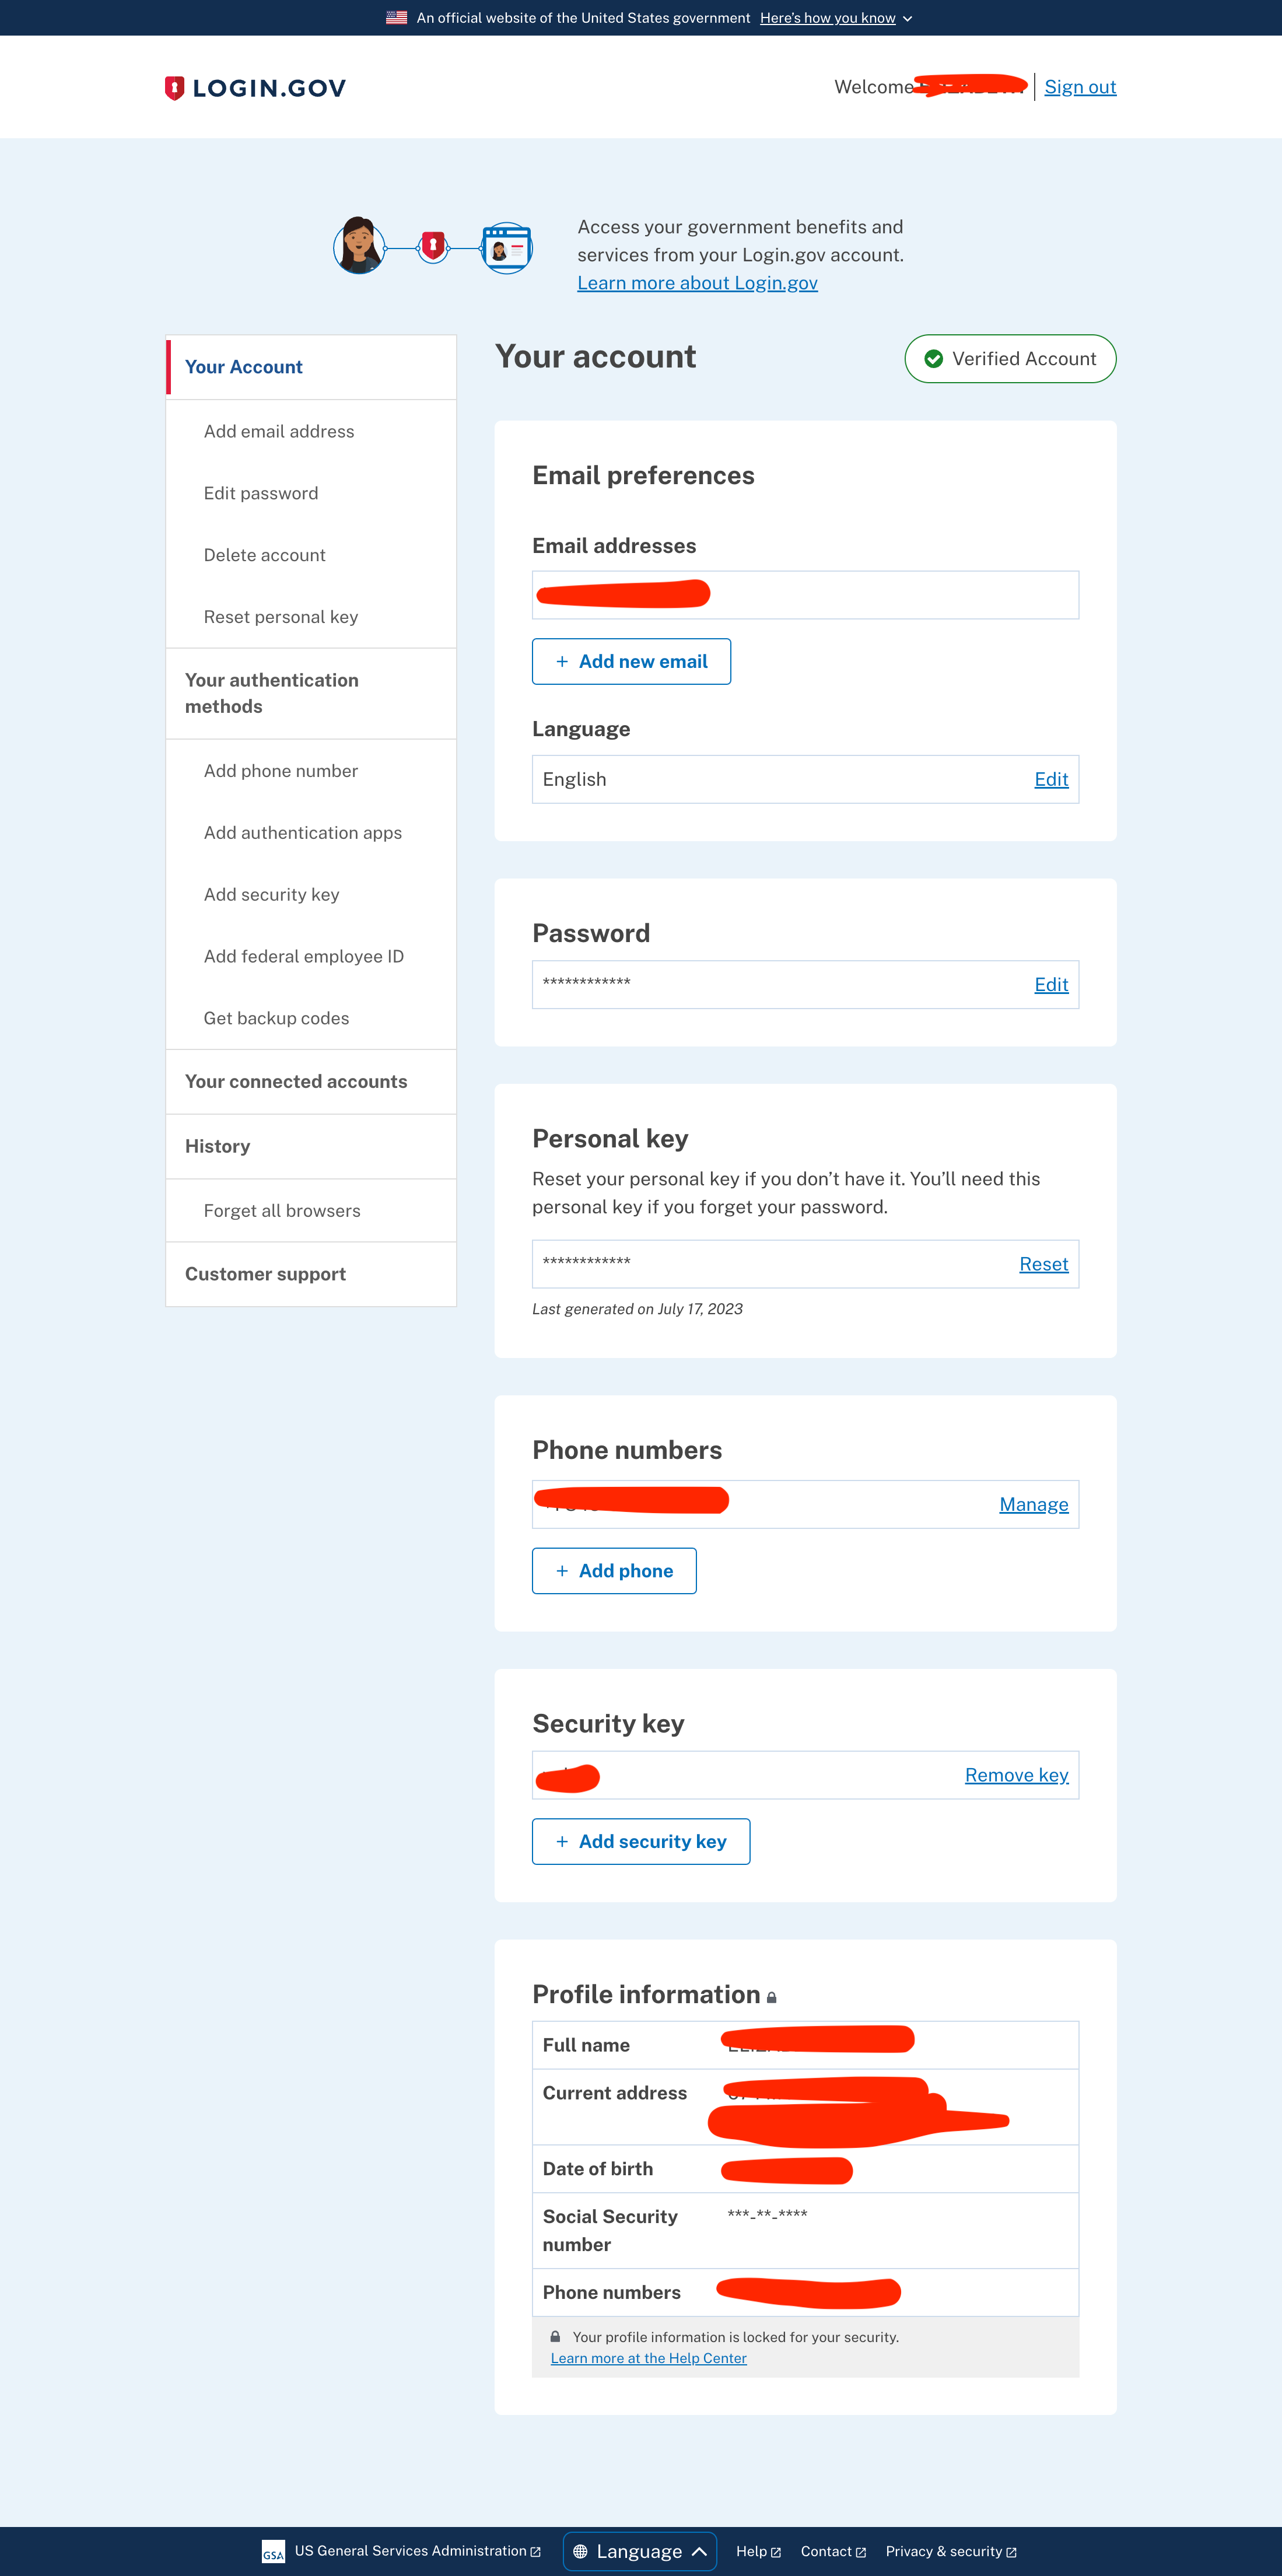 An official website of the United States government Here's how you know
LOGIN.GOV
Welcome
Sign out
Access your government benefits and
services from your Login.gov account.
Learn more about Login.gov
Your Account
Add email address
Edit password
Delete account
Reset personal key
Your authentication
methods
Add phone number
Add authentication apps
Add security key
Add federal employee ID
Get backup codes
Your connected accounts
History
Forget all browsers
Customer support
Your account
Verified Account
Email preferences
Email addresses
+ Add new email
Language
English Edit
Password
************ Edit
Personal key
Reset your personal key if you don't have it. You'll need this
personal key if you forget your password.
************ Reset
Last generated on July 17, 2023
Phone numbers
Manage
+ Add phone
Security key
Remove key
+ Add security key
Profile information
Full name
Current address
Date of birth
Social Security ***-**-****
number
Phone numbers
Your profile information is locked for your security.
Learn more at the Help Center
GSA US General Services Administration Language Help Contact Privacy & security